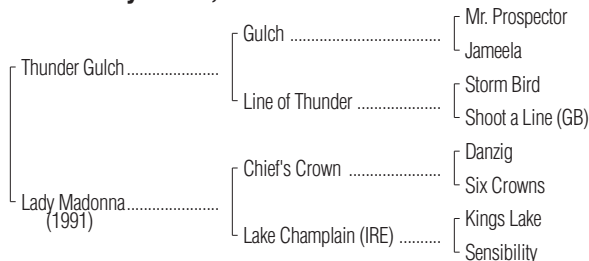 Mr. Prospector
Gulch ....................................
Jameela
Thunder Gulch ......................
Storm Bird
Line of Thunder ....................
Shoot a Line (GB)
Danzig
Chief's Crown ......................
Six Crowns
Lady Madonna ......................
(1991)
Kings Lake
Lake Champlain (IRE) ..........
Sensibility